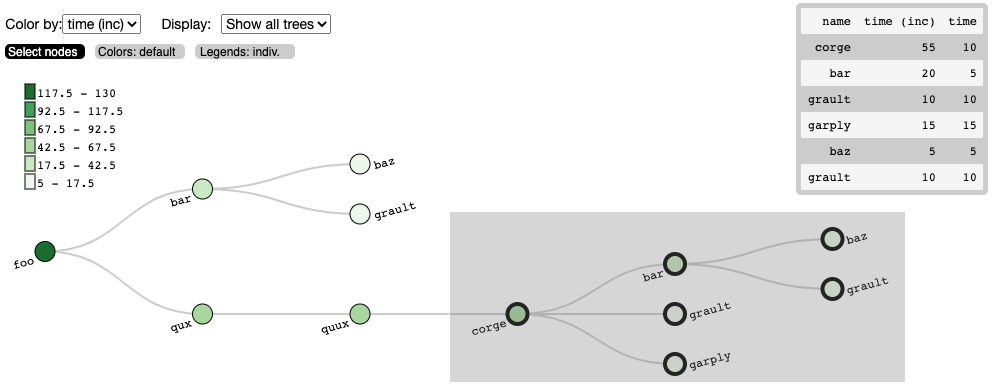 Color by: time (inc) Display: Show all trees
Select nodes Colors: default Legends: indiv.
117.5 - 130
92.5 - 117.5
67.5 - 92.5
42.5 - 67.5
17.5 - 42.5
5 - 17.5
name time (inc) time
corge 55 10
bar 20 5
grault 10 10
garply 15 15
baz 5 5
grault 10 10
foo
bar
baz
grault
qux
quux
corge
bar
baz
grault
grault
garply